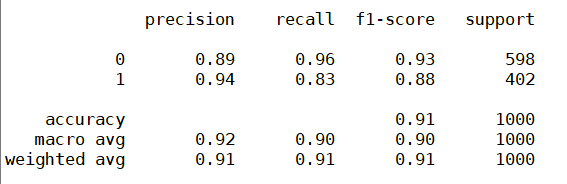 precision recall f1-score support
0 0.89 0.96 0.93 598
1 0.94 0.83 0.88 402
accuracy 0.91 1000
macro avg 0.92 0.90 0.90 1000
weighted avg 0.91 0.91 0.91 1000